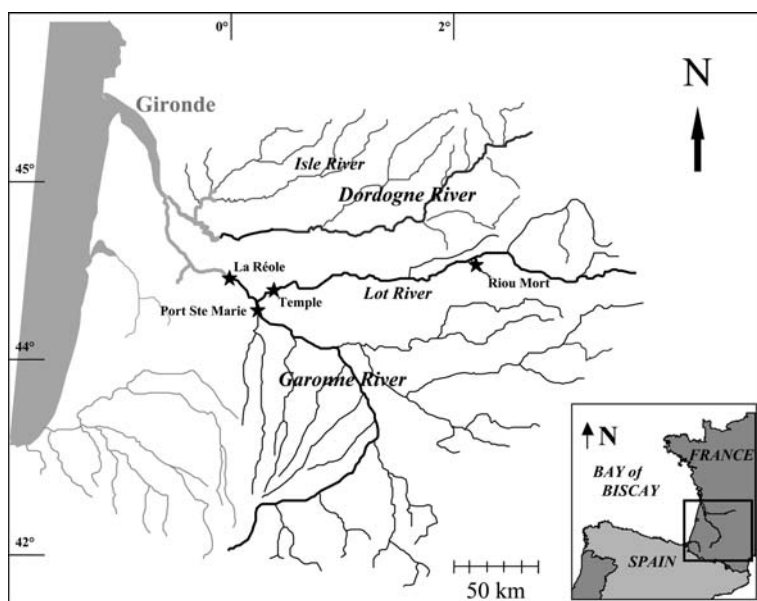 0°
2°
N
Gironde
45°
Isle River
Dordogne River
La Réole
Riou Mort
Temple
Lot River
Port Ste Marie
44°
Garonne River
N
FRANCE
BAY of
BISCAY
42°
SPAIN
50 km